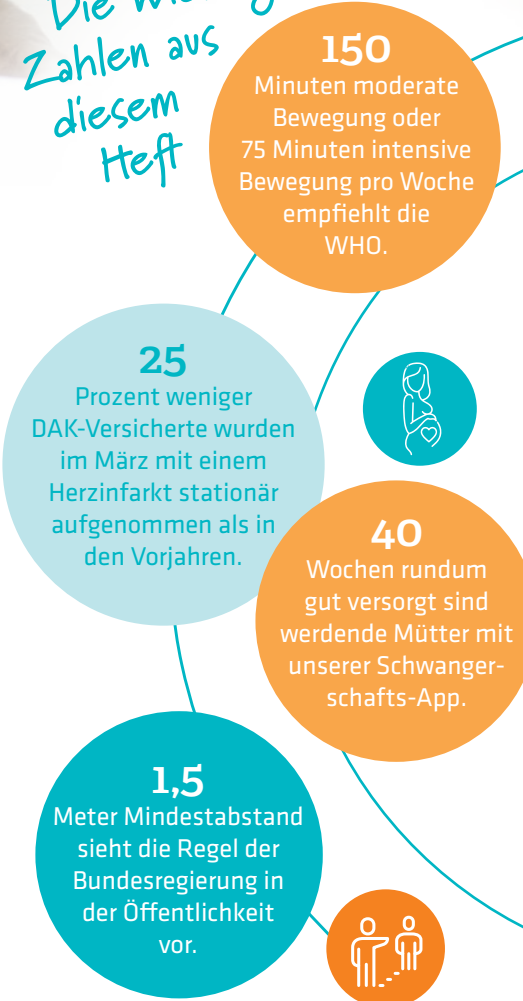 Die
Zahlen aus
diesem
Heft
150
Minuten moderate
Bewegung oder
75 Minuten intensive
Bewegung pro Woche
empfiehlt die
WHO.
25
Prozent weniger
DAK-Versicherte wurden
im März mit einem
Herzinfarkt stationär
aufgenommen als in
den Vorjahren.
40
Wochen rundum
gut versorgt sind
werdende Mütter mit
unserer Schwanger-
schafts-App.
1,5
Meter Mindestabstand
sieht die Regel der
Bundesregierung in
der Öffentlichkeit
vor.